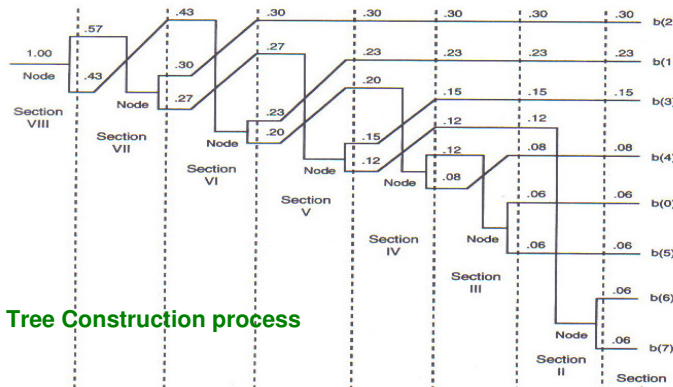 .43 .30 .30 .30 .30 .30 b(2
.57
1.00 .27 .23 .23 .23 .23 b(1
Node .43 .30 .20
.15 .15 .15 b(3)
Section VIII Node .27 .23 .12 .12
Section VII Node .20 .15 .12 .08 .08 b(4)
Section VI Node .12 Node .08
.06 .06 b(0)
Section V
Section IV Node .06 .06 b(5)
Section III
.06 b(6)
Tree Construction process
Node .06 b(7)
Section II Section